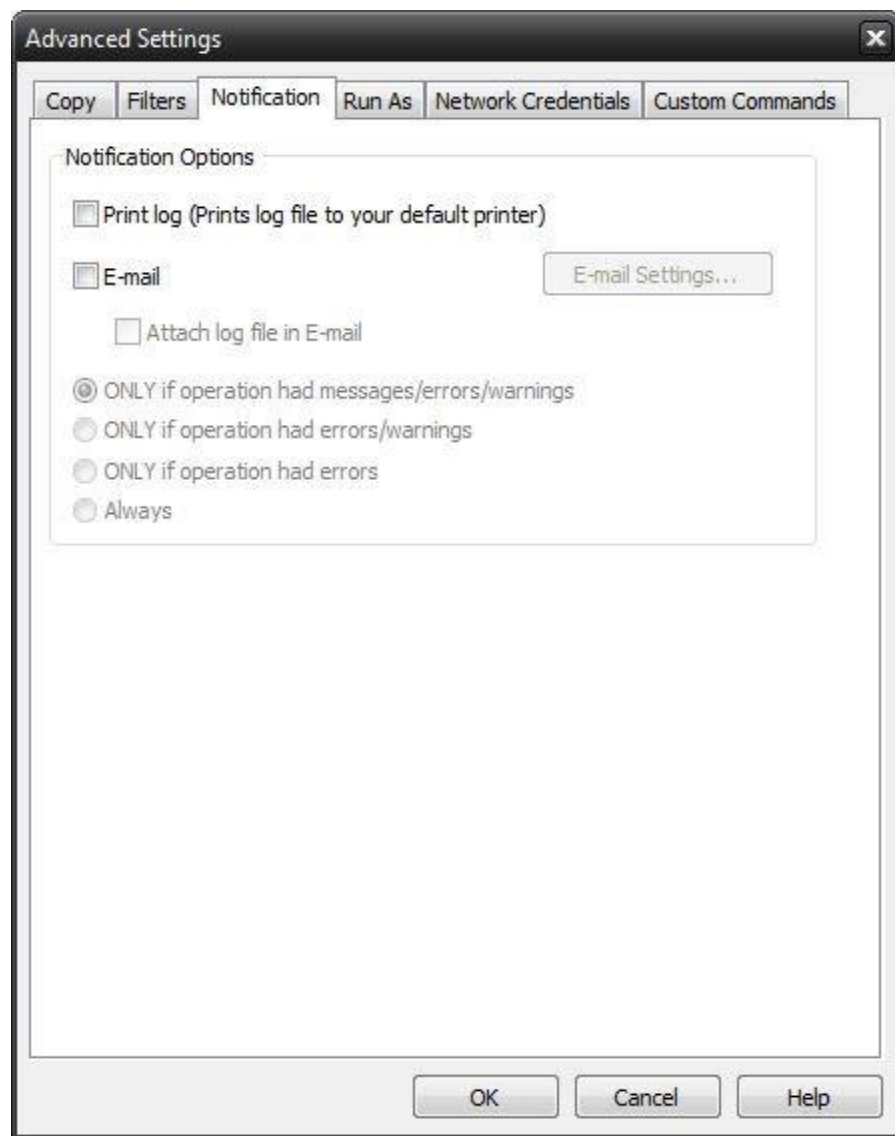 Advanced Settings
Copy Filters Notification Run As Network Credentials Custom Commands
Notification Options
Print log (Prints log file to your default printer)
E-mail E-mail Settings...
Attach log file in E-mail
ONLY if operation had messages/errors/warnings
ONLY if operation had errors/warnings
ONLY if operation had errors
Always
OK Cancel Help